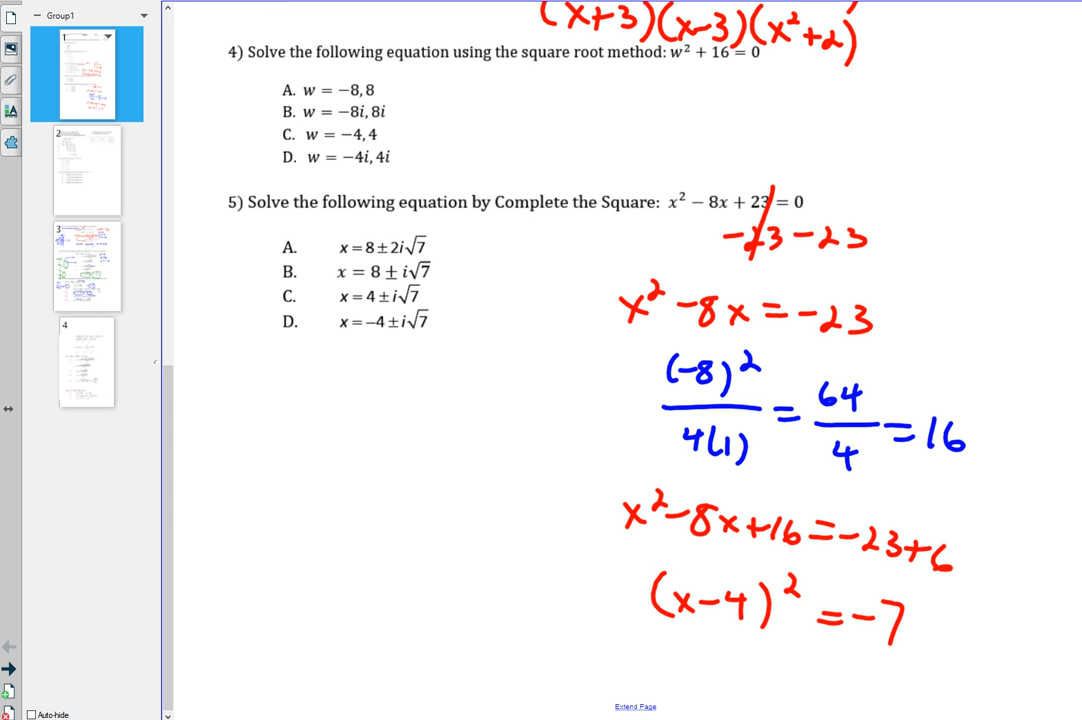 Group1
(x+3)(x-3)(x²+2)
4) Solve the following equation using the square root method: w² + 16 = 0
A. w = −8, 8
B. w = −8i, 8i
C. w = −4, 4
D. w = −4i, 4i
5) Solve the following equation by Complete the Square: x² − 8x + 23 = 0
-23 -23
A. x = 8 ± 2i√7
B. x = 8 ± i√7
C. x = 4 ± i√7
D. x = −4 ± i√7
x² -8x = -23
(-8)²/4(1) = 64/4 = 16
x²-8x+16 = -23+6
(x-4)² = -7
1
2
3
4
Auto-hide
Extend Page